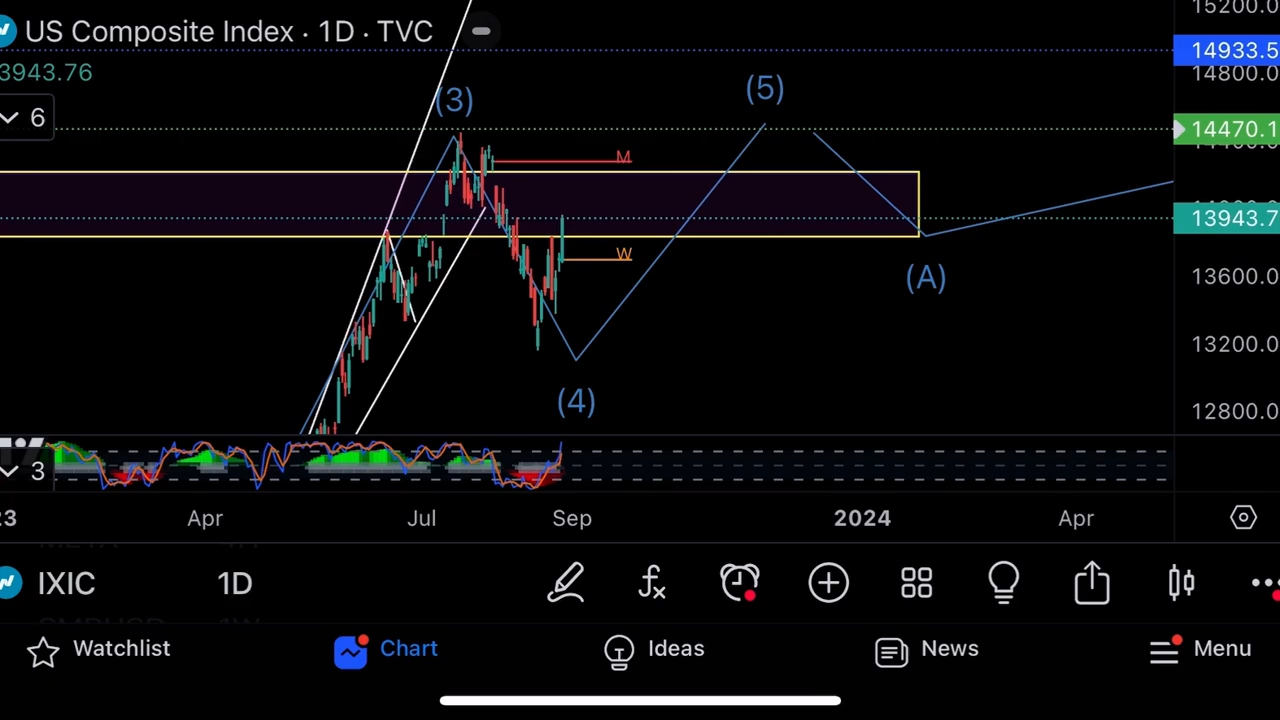 15200.0
US Composite Index · 1D · TVC
14933.5
3943.76
14800.0
(5)
(3)
6
14470.1
14400.0
M
13943.7
W
(A)
13600.0
13200.0
(4)
12800.0
3
23
Apr
Jul
Sep
2024
Apr
IXIC
1D
Watchlist
Chart
Ideas
News
Menu